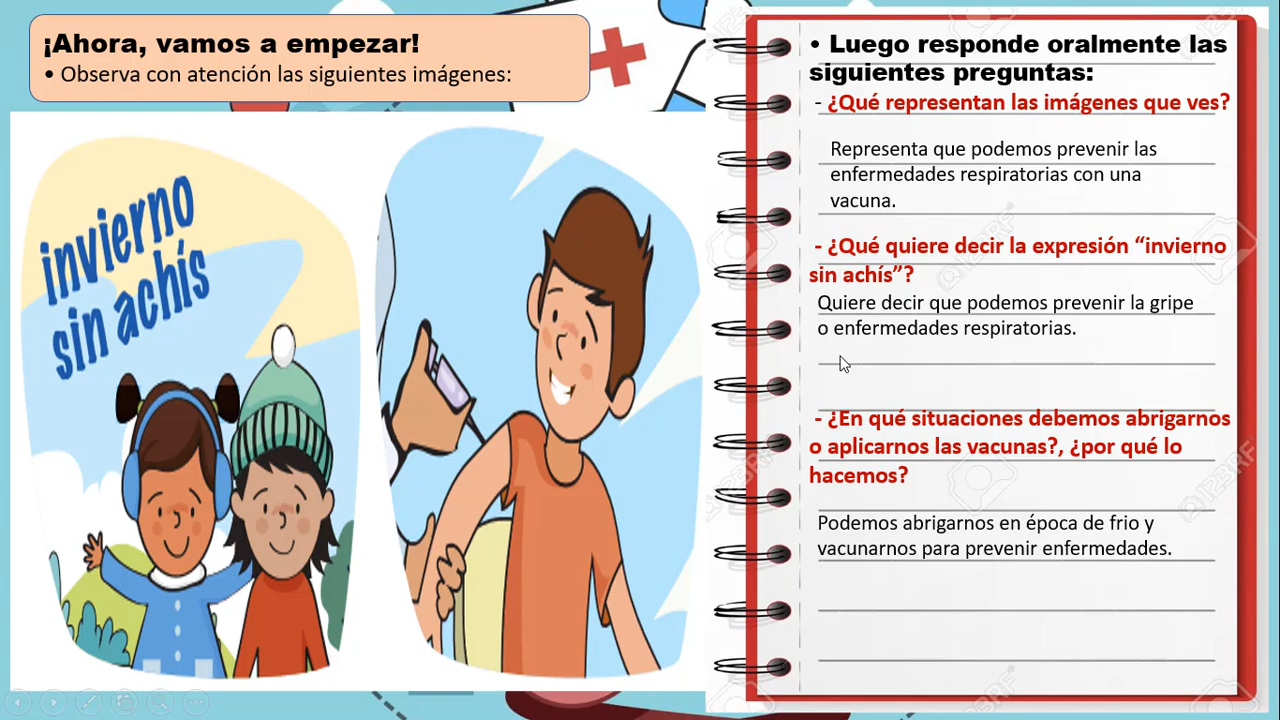 ¡Ahora, vamos a empezar!
• Observa con atención las siguientes imágenes:
invierno
sin achís
• Luego responde oralmente las
siguientes preguntas:
- ¿Qué representan las imágenes que ves?
Representa que podemos prevenir las
enfermedades respiratorias con una
vacuna.
- ¿Qué quiere decir la expresión “invierno
sin achís”?
Quiere decir que podemos prevenir la gripe
o enfermedades respiratorias.
- ¿En qué situaciones debemos abrigarnos
o aplicarnos las vacunas?, ¿por qué lo
hacemos?
Podemos abrigarnos en época de frio y
vacunarnos para prevenir enfermedades.
123RF